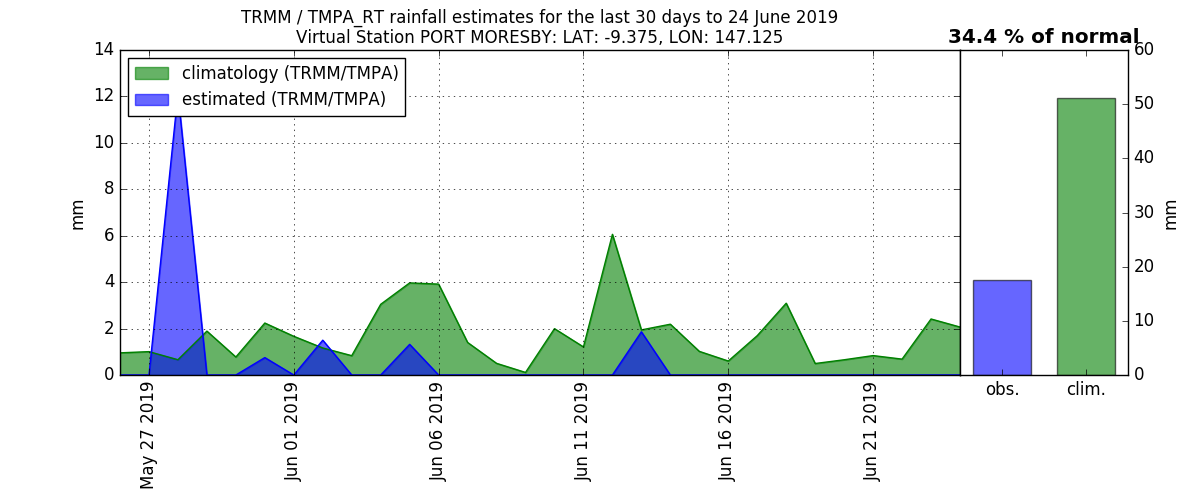 TRMM / TMPA_RT rainfall estimates for the last 30 days to 24 June 2019
Virtual Station PORT MORESBY: LAT: -9.375, LON: 147.125
34.4 % of normal
climatology (TRMM/TMPA)
estimated (TRMM/TMPA)
14
12
10
8
6
4
2
0
mm
May 27 2019
Jun 01 2019
Jun 06 2019
Jun 11 2019
Jun 16 2019
Jun 21 2019
60
50
40
30
20
10
0
mm
obs.
clim.